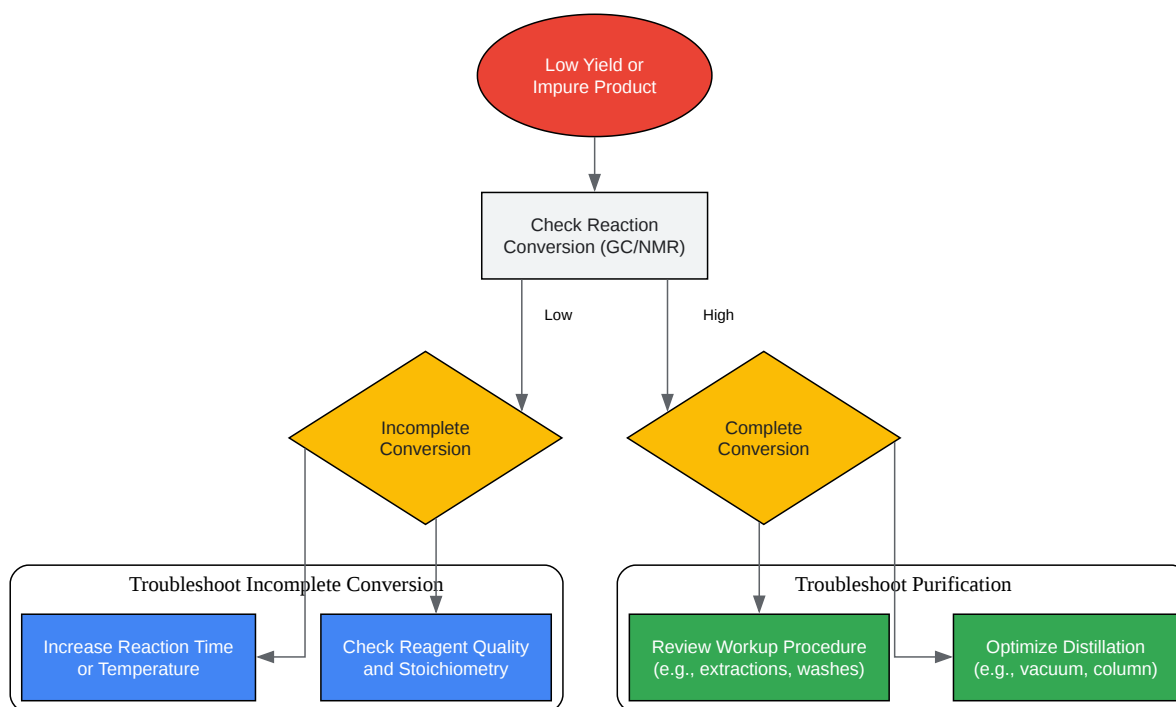 Low Yield or
Impure Product
Check Reaction
Conversion (GC/NMR)
Low
High
Incomplete
Conversion
Complete
Conversion
Troubleshoot Incomplete Conversion
Increase Reaction Time
or Temperature
Check Reagent Quality
and Stoichiometry
Troubleshoot Purification
Review Workup Procedure
(e.g., extractions, washes)
Optimize Distillation
(e.g., vacuum, column)